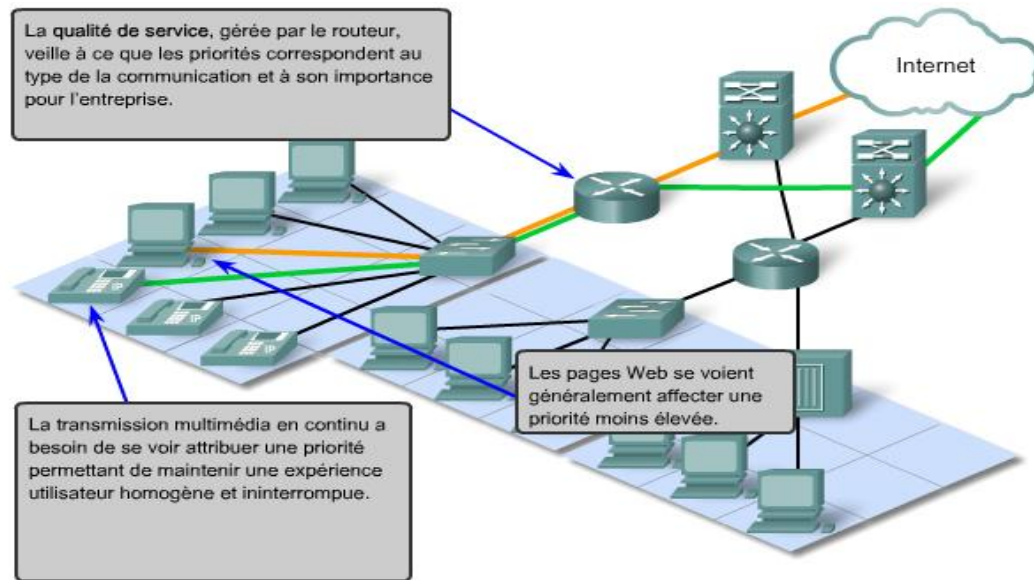 La qualité de service, gérée par le routeur,
veille à ce que les priorités correspondent au
type de la communication et à son importance
pour l'entreprise.
Internet
Les pages Web se voient
généralement affecter une
priorité moins élevée.
La transmission multimédia en continu a
besoin de se voir attribuer une priorité
permettant de maintenir une expérience
utilisateur homogène et ininterrompue.